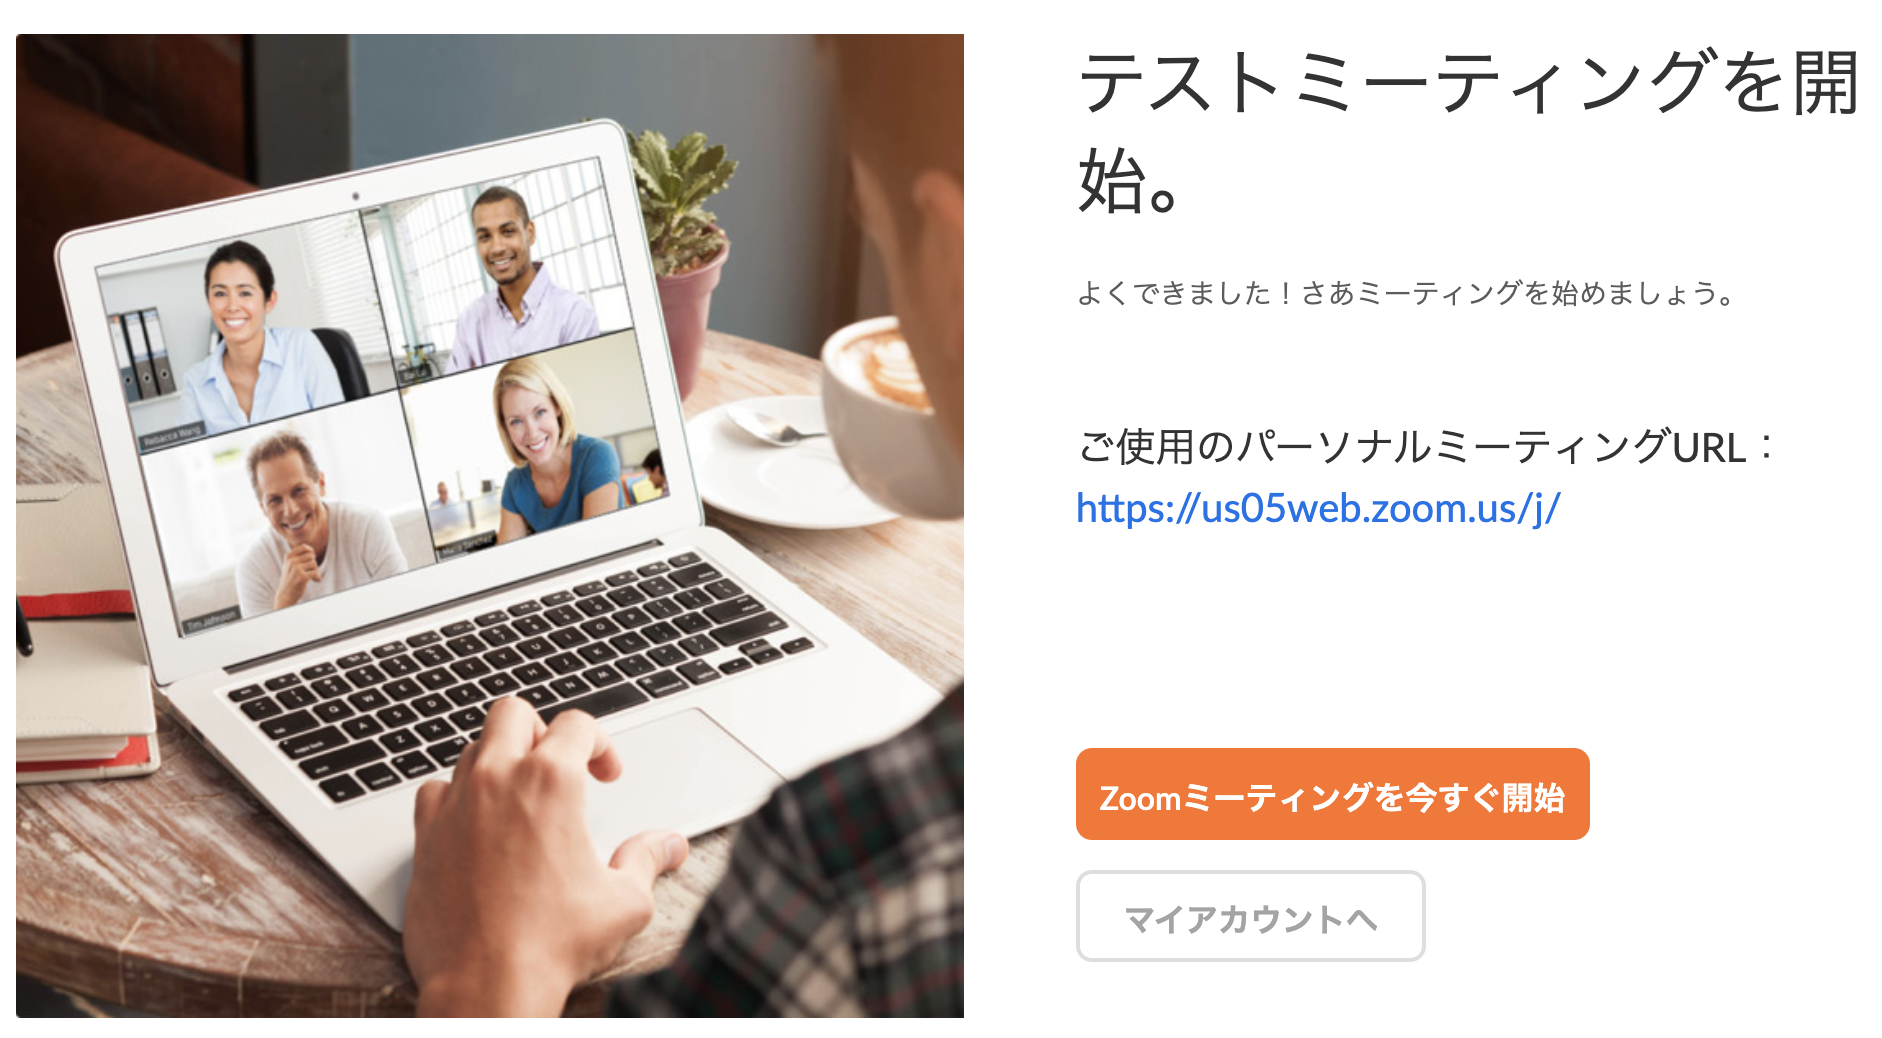 テストミーティングを開
始。
よくできました！さあミーティングを始めましょう。
ご使用のパーソナルミーティングURL：
https://us05web.zoom.us/j/
Zoomミーティングを今すぐ開始
マイアカウントへ
Rebecca Wang
Tim Johnson